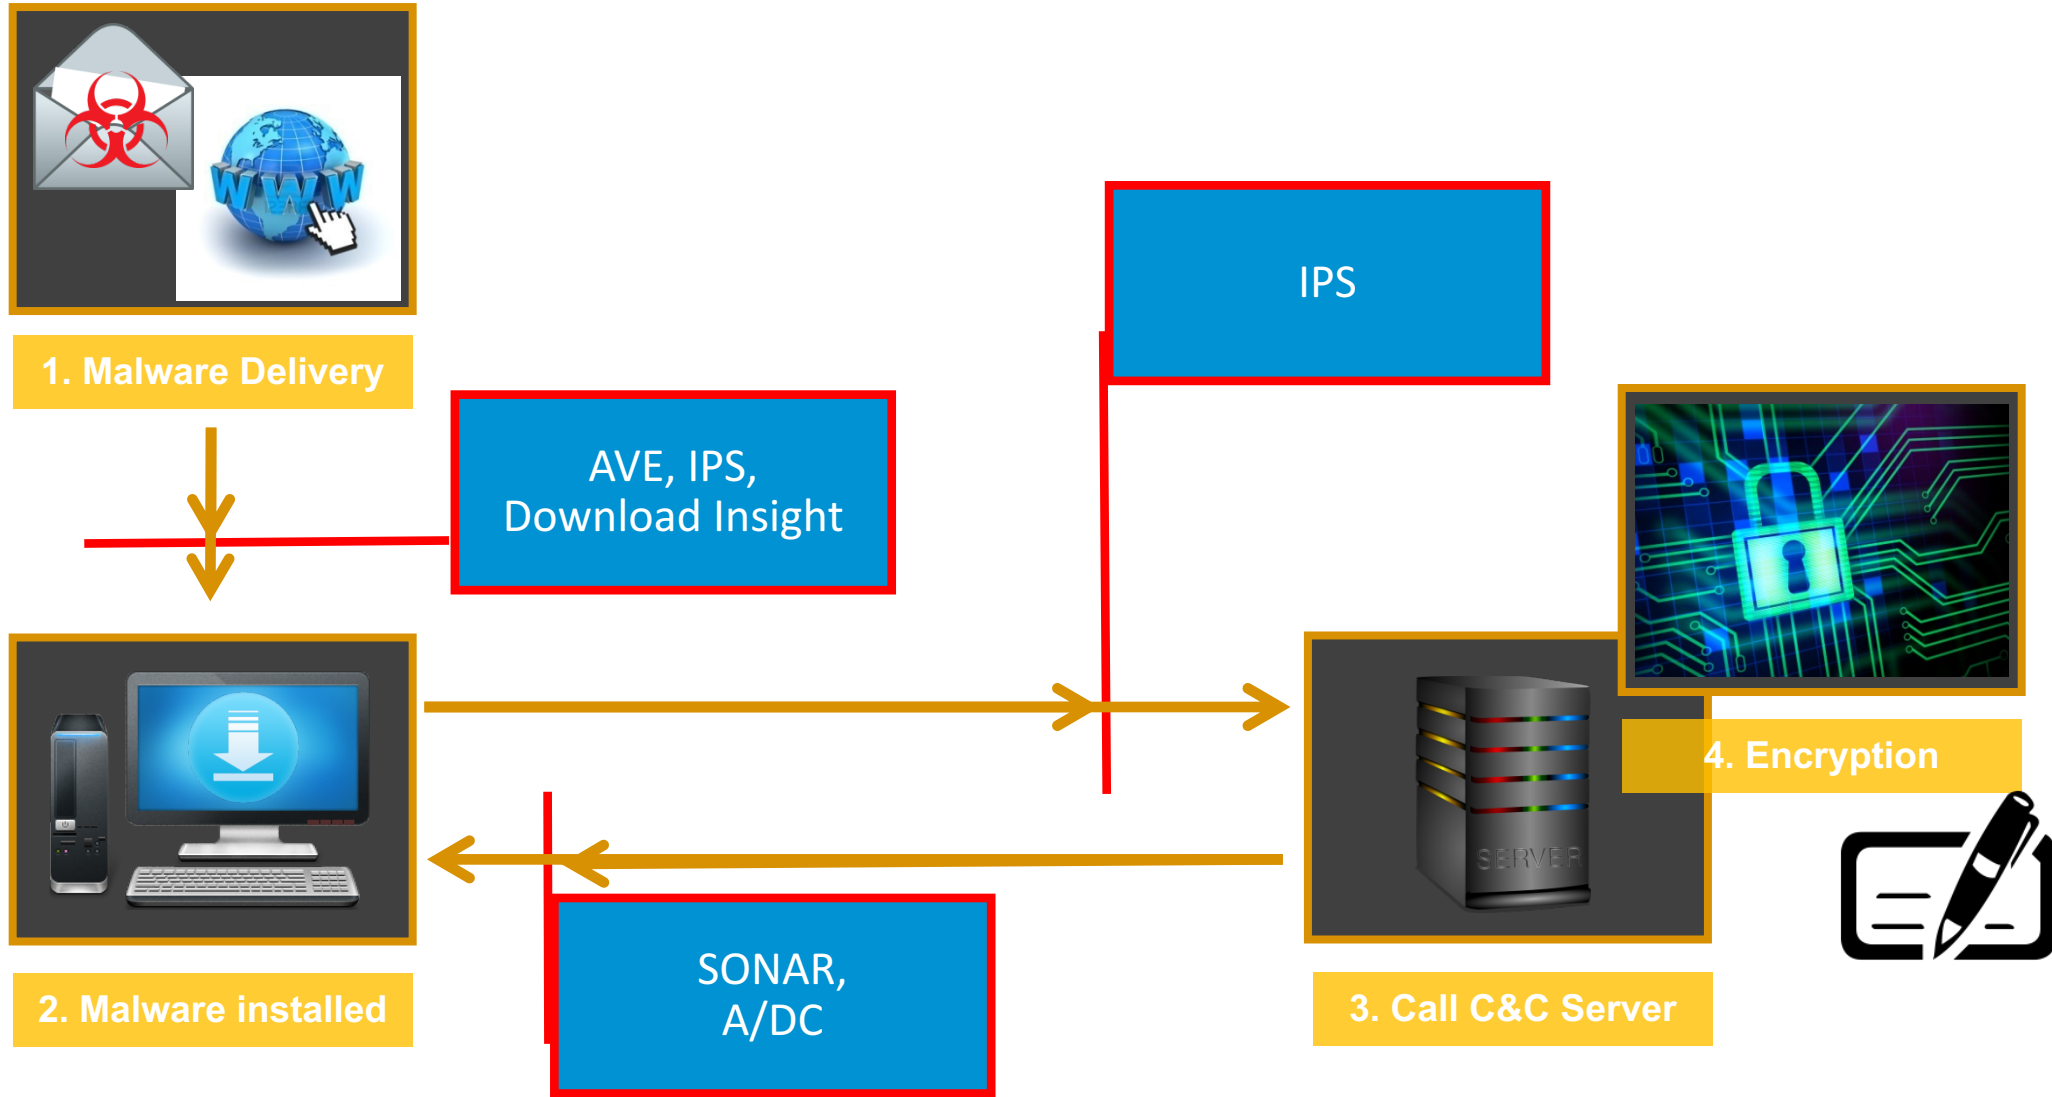 WWW
1. Malware Delivery
AVE, IPS,
Download Insight
IPS
4. Encryption
SERVER
SONAR,
A/DC
2. Malware installed
3. Call C&C Server